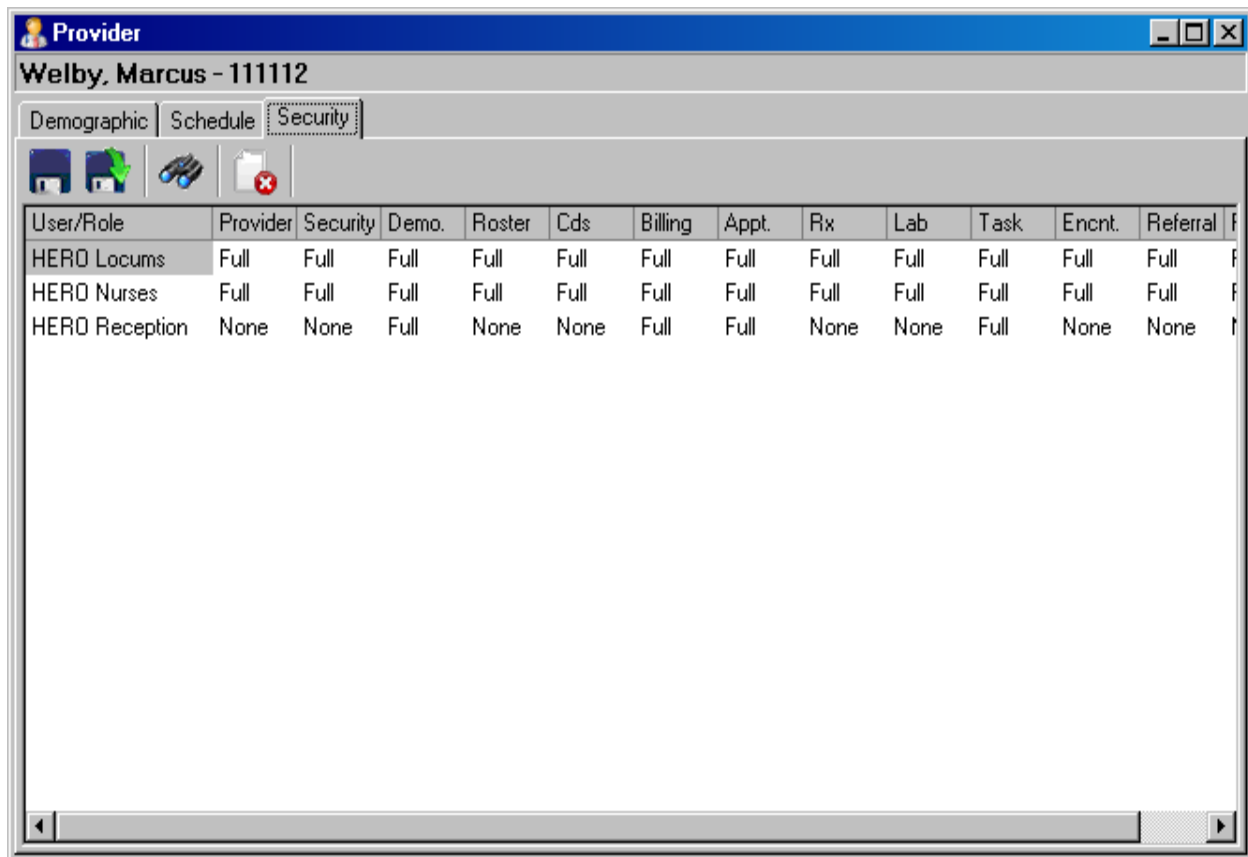 Provider
Welby, Marcus - 111112
Demographic Schedule Security
User/Role Provider Security Demo. Roster Cds Billing Appt. Rx Lab Task Encnt. Referral
HERO Locums Full Full Full Full Full Full Full Full Full Full Full Full
HERO Nurses Full Full Full Full Full Full Full Full Full Full Full Full
HERO Reception None None Full None None Full Full None None Full None None